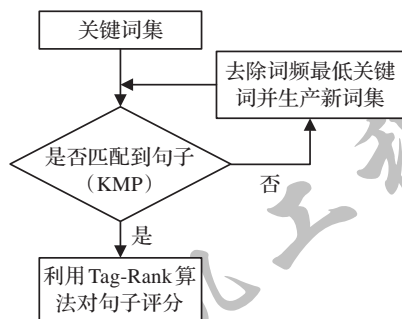 关键词集
去除词频最低关键
词并生产新词集
是否匹配到句子
（KMP）
否
是
利用Tag-Rank算
法对句子评分